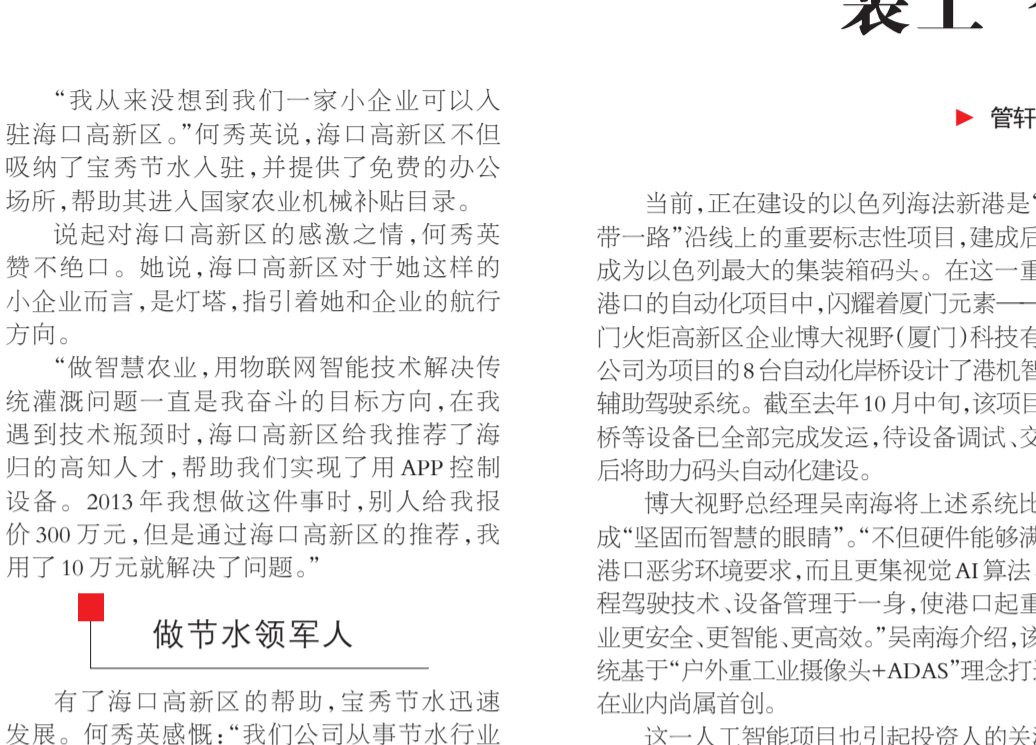 “我从来没想到我们一家小企业可以入
驻海口高新区。”何秀英说,海口高新区不但
吸纳了宝秀节水入驻,并提供了免费的办公
场所,帮助其进入国家农业机械补贴目录。
说起对海口高新区的感激之情,何秀英
赞不绝口。她说,海口高新区对于她这样的
小企业而言,是灯塔,指引着她和企业的航行
方向。
“做智慧农业,用物联网智能技术解决传
统灌溉问题一直是我奋斗的目标方向,在我
遇到技术瓶颈时,海口高新区给我推荐了海
归的高知人才,帮助我们实现了用APP控制
设备。2013年我想做这件事时,别人给我报
价300万元,但是通过海口高新区的推荐,我
用了10万元就解决了问题。”
做节水领军人
有了海口高新区的帮助,宝秀节水迅速
发展。何秀英感慨:“我们公司从事节水行业
装上
管轩
当前,正在建设的以色列海法新港是“
带一路”沿线上的重要标志性项目,建成后
成为以色列最大的集装箱码头。在这一重
港口的自动化项目中,闪耀着厦门元素——
门火炬高新区企业博大视野(厦门)科技有
公司为项目的8台自动化岸桥设计了港机智
辅助驾驶系统。截至去年10月中旬,该项目
桥等设备已全部完成发运,待设备调试、交
后将助力码头自动化建设。
博大视野总经理吴南海将上述系统比
成“坚固而智慧的眼睛”。“不但硬件能够满
港口恶劣环境要求,而且更集视觉AI算法
程驾驶技术、设备管理于一身,使港口起重
业更安全、更智能、更高效。”吴南海介绍,该
统基于“户外重工业摄像头+ADAS”理念打造
在业内尚属首创。
这一人工智能项目也引起投资人的关注